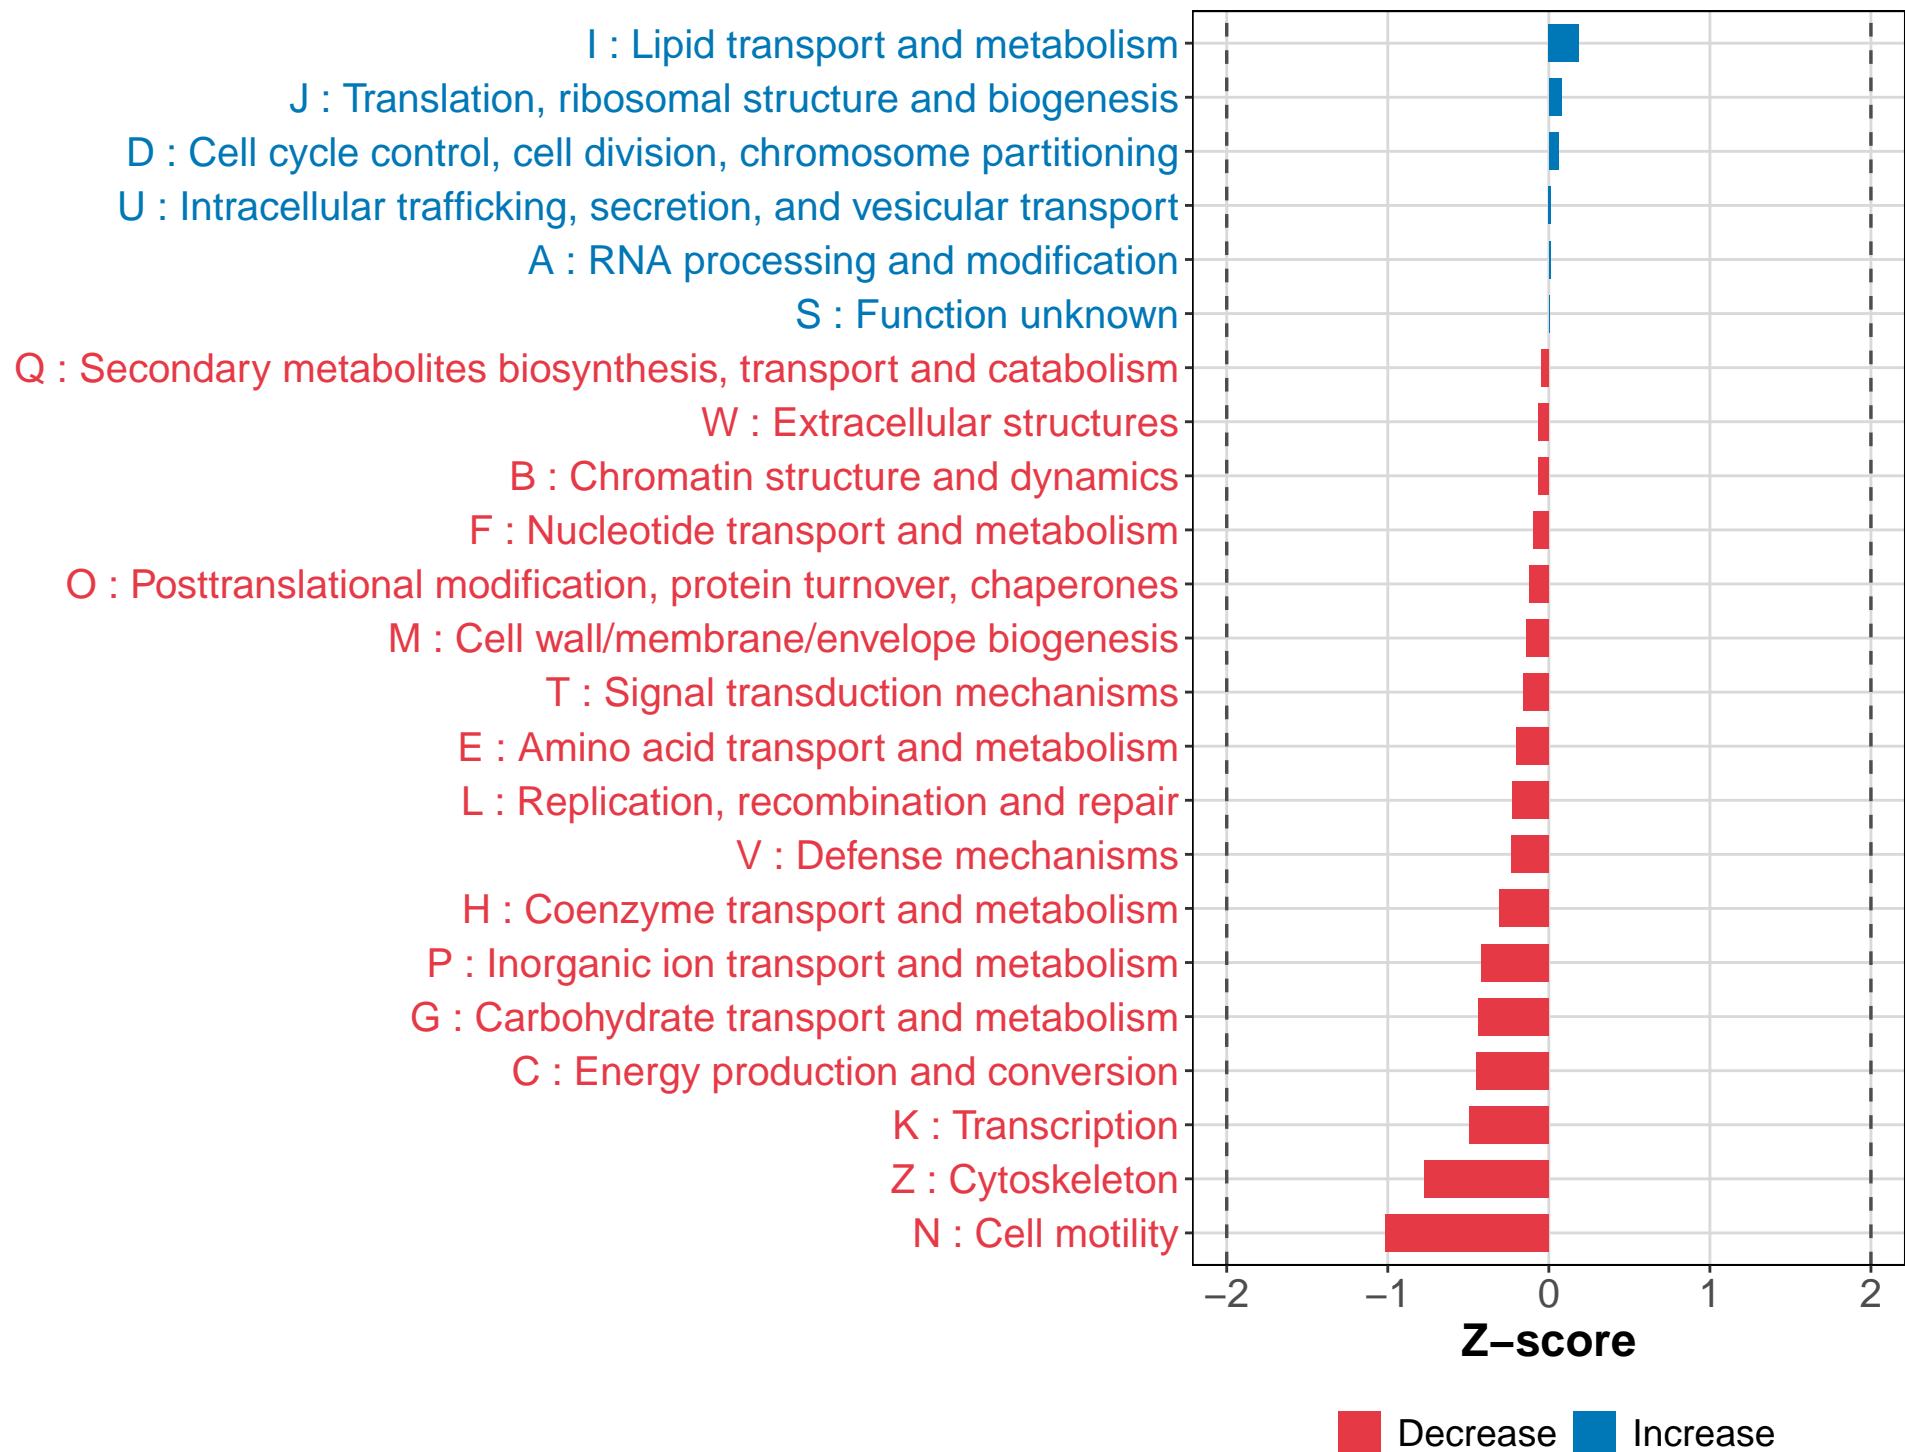 I : Lipid transport and metabolism
J : Translation, ribosomal structure and biogenesis
D : Cell cycle control, cell division, chromosome partitioning
U : Intracellular trafficking, secretion, and vesicular transport
A : RNA processing and modification
S : Function unknown
Q : Secondary metabolites biosynthesis, transport and catabolism
W : Extracellular structures
B : Chromatin structure and dynamics
F : Nucleotide transport and metabolism
O : Posttranslational modification, protein turnover, chaperones
M : Cell wall/membrane/envelope biogenesis
T : Signal transduction mechanisms
E : Amino acid transport and metabolism
L : Replication, recombination and repair
V : Defense mechanisms
H : Coenzyme transport and metabolism
P : Inorganic ion transport and metabolism
G : Carbohydrate transport and metabolism
C : Energy production and conversion
K : Transcription
Z : Cytoskeleton
N : Cell motility
−2 −1 0 1 2
Z−score
Decrease Increase